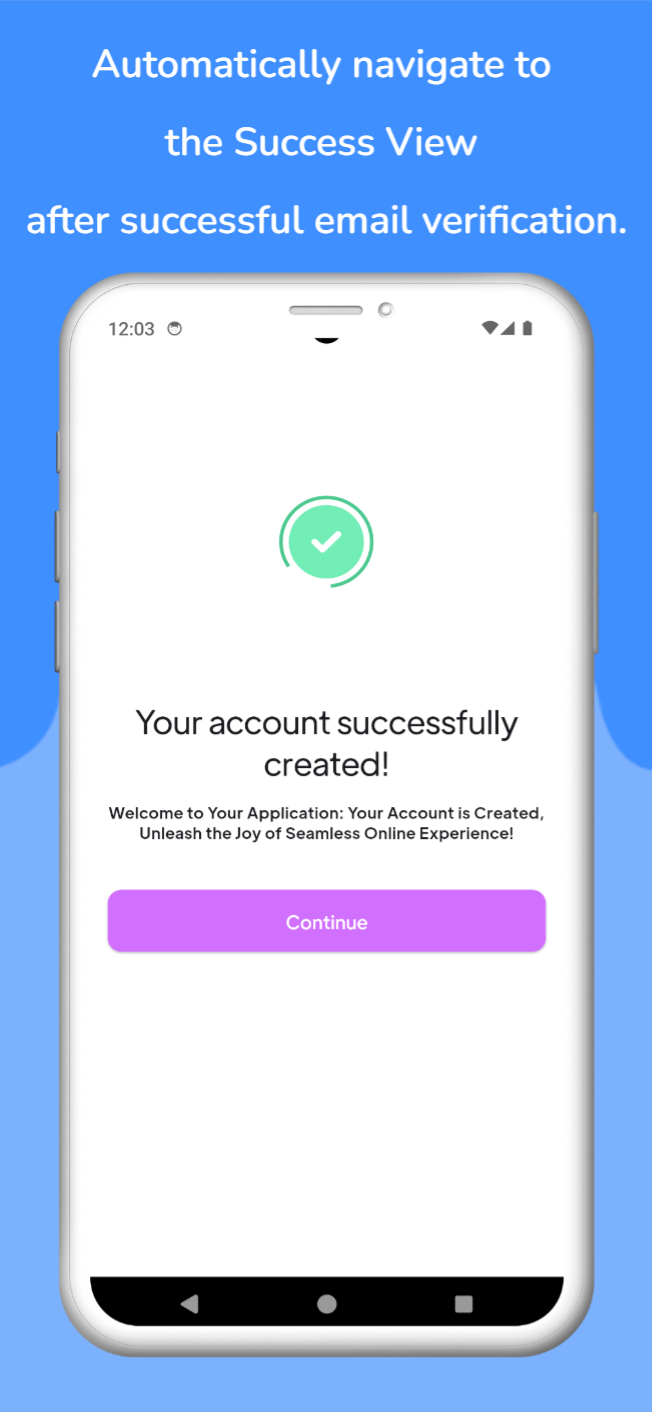 Automatically navigate to
the Success View
after successful email verification.
12:03
Your account successfully
created!
Welcome to Your Application: Your Account is Created,
Unleash the Joy of Seamless Online Experience!
Continue